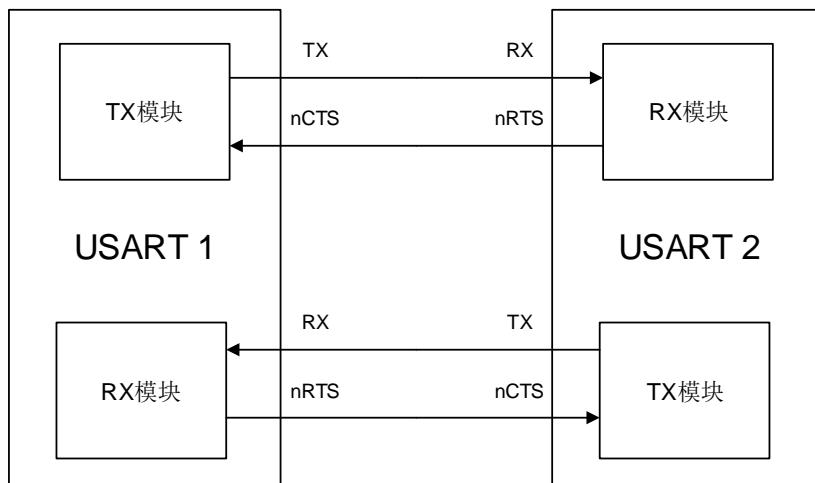 TX RX
TX模块 RX模块
nCTS nRTS
USART 1 USART 2
RX TX
RX模块 TX模块
nRTS nCTS